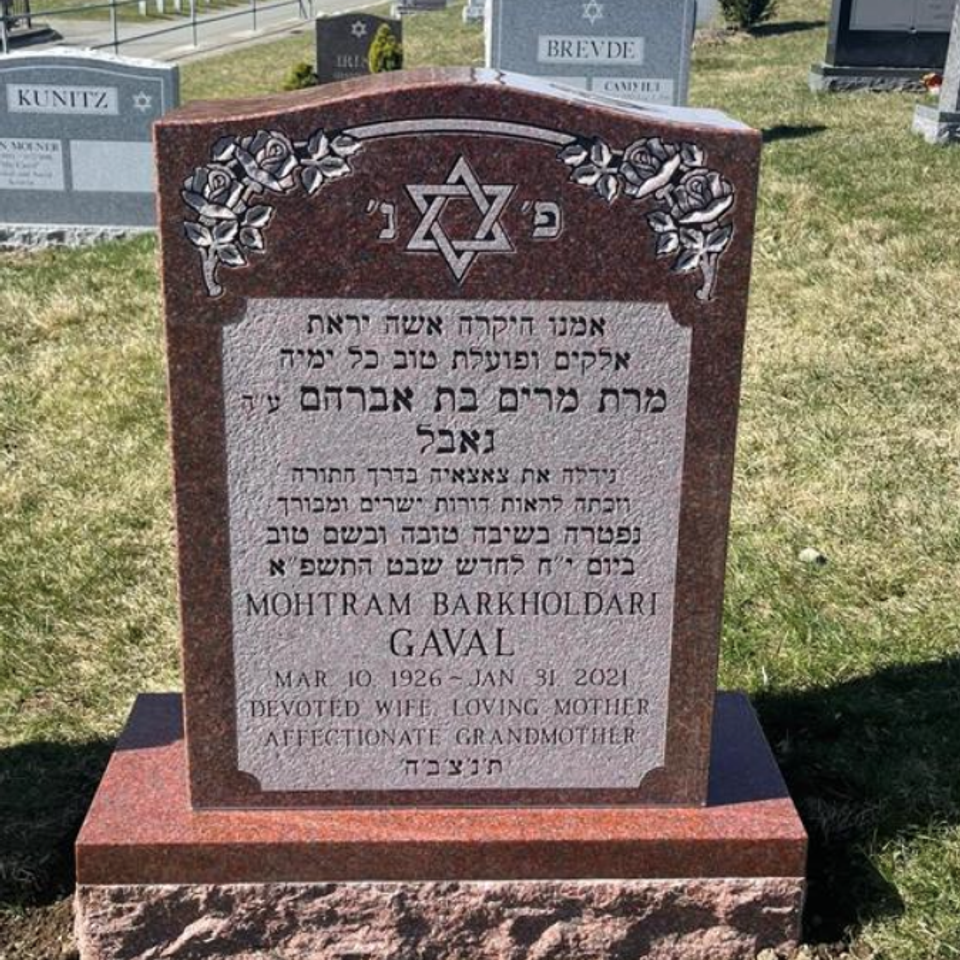 KUNITZ
BREVDE
פ' נ'
אמנו היקרה אשה יראת
אלקים ופועלת טוב כל ימיה
מרת מרים בת אברהם ע״ה
גאבל
גידלה את צאצאיה בדרך התורה
וזכתה לראות דורות ישרים ומבורך
נפטרה בשיבה טובה ובשם טוב
ביום י״ח לחדש שבט התשפ״א
MOHTRAM BARKHOLDARI
GAVAL
MAR 10 1926 ~ JAN 31 2021
DEVOTED WIFE, LOVING MOTHER
AFFECTIONATE GRANDMOTHER
ת'נ'צ'ב'ה'